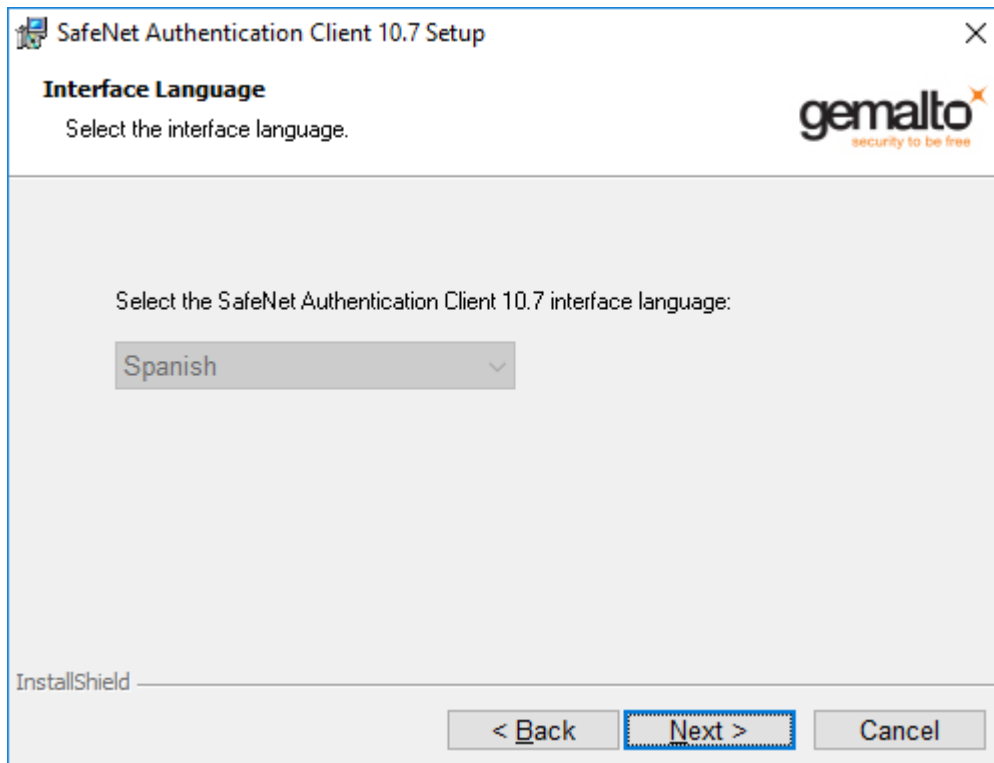 SafeNet Authentication Client 10.7 Setup
Interface Language
Select the interface language.
gemalto
security to be free
Select the SafeNet Authentication Client 10.7 interface language:
Spanish
InstallShield
< Back
Next >
Cancel